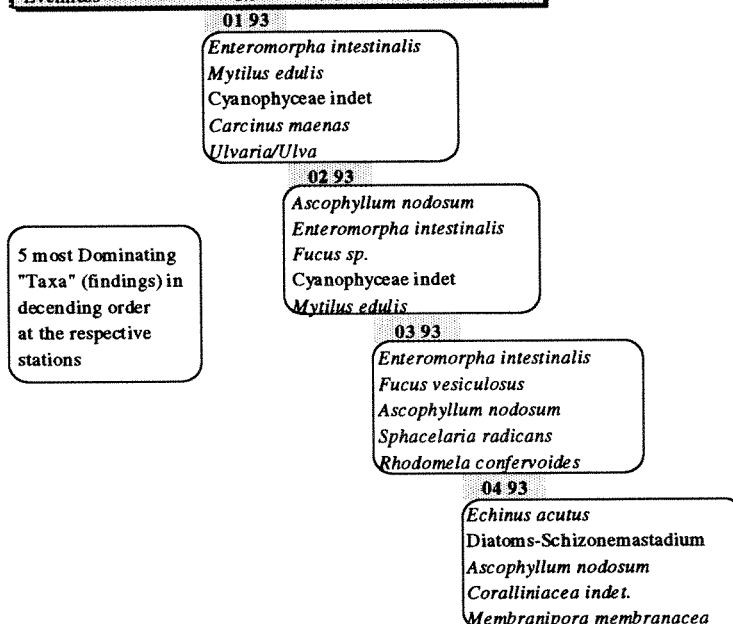 Evenness
01 93
Enteromorpha intestinalis
Mytilus edulis
Cyanophyceae indet
Carcinus maenas
Ulvaria/Ulva
02 93
Ascophyllum nodosum
Enteromorpha intestinalis
Fucus sp.
Cyanophyceae indet
Mytilus edulis
5 most Dominating
"Taxa" (findings) in
decending order
at the respective
stations
03 93
Enteromorpha intestinalis
Fucus vesiculosus
Ascophyllum nodosum
Sphacelaria radicans
Rhodomela confervoides
04 93
Echinus acutus
Diatoms-Schizonemastadium
Ascophyllum nodosum
Coralliniacea indet.
Membranipora membranacea